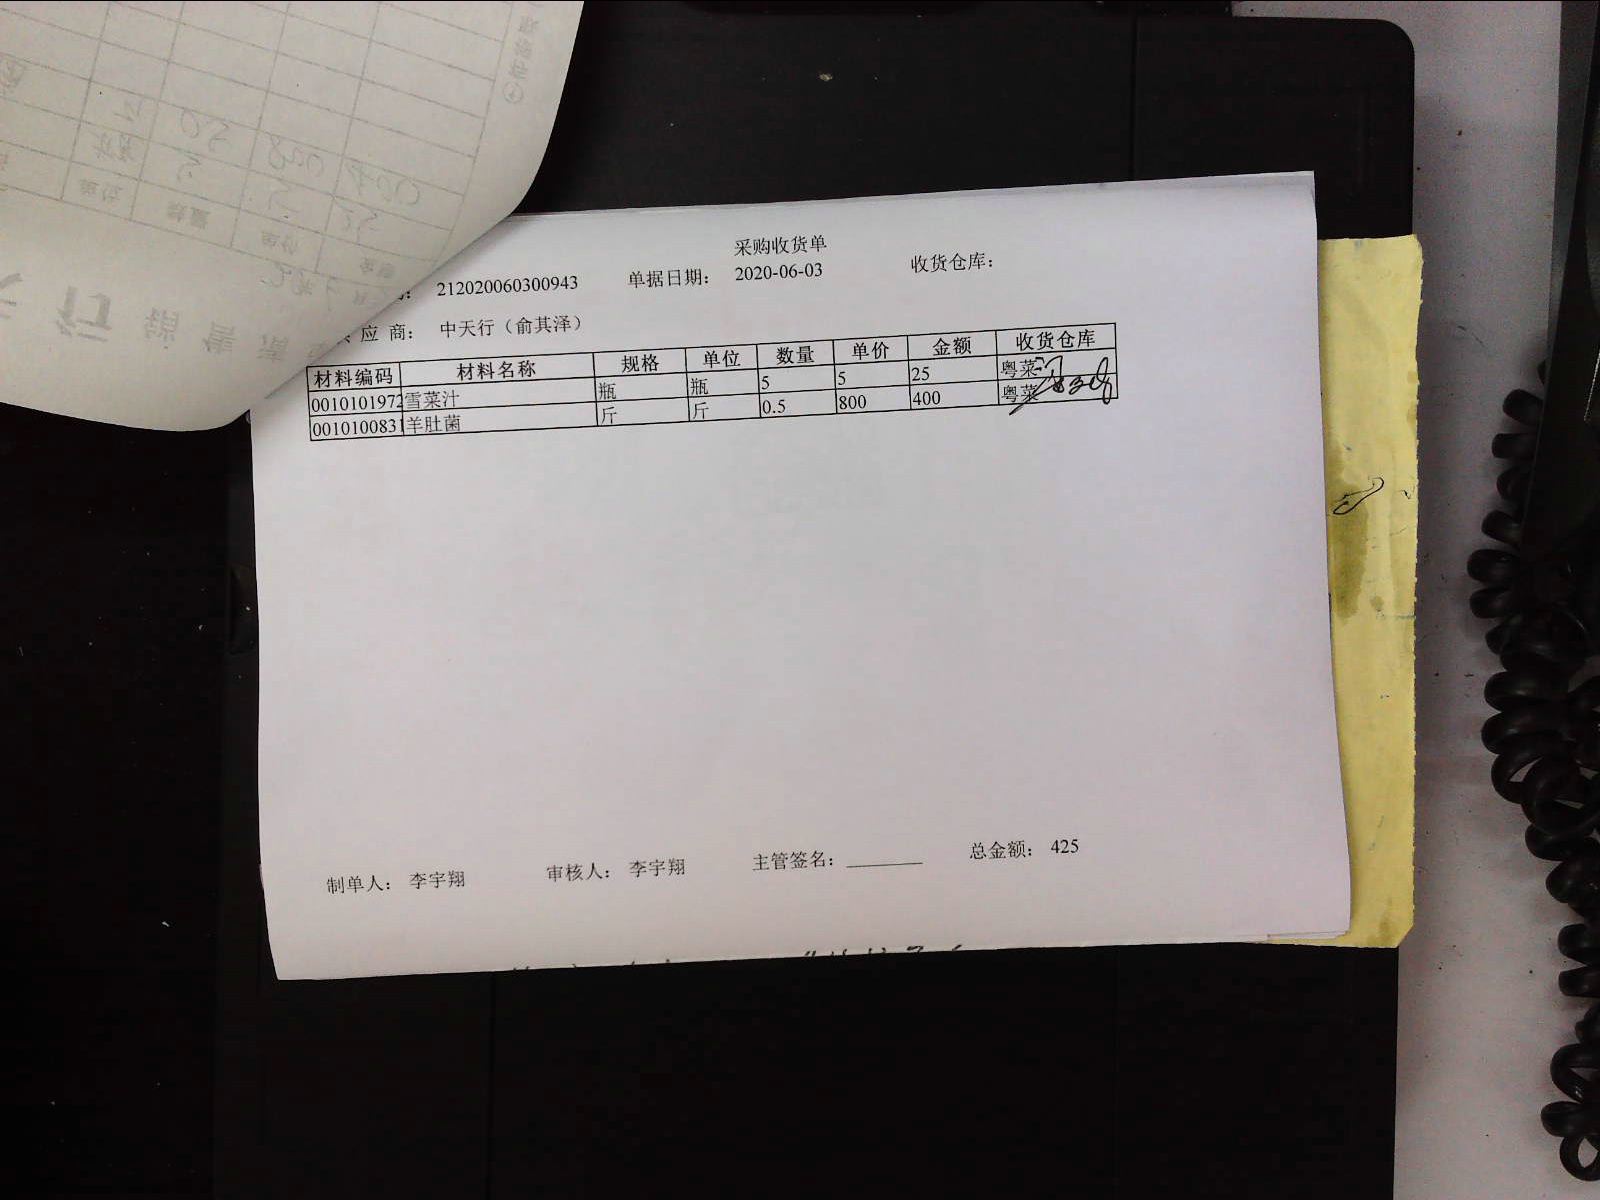 采购收货单
212020060300943 单据日期： 2020-06-03 收货仓库：
应 商： 中天行（俞其泽）
材料编码 材料名称 规格 单位 数量 单价 金额 收货仓库
0010101972 雪菜汁 瓶 瓶 5 5 25 粤菜
0010100831 羊肚菌 斤 斤 0.5 800 400 粤菜
制单人： 李宇翔 审核人： 李宇翔 主管签名： 总金额： 425